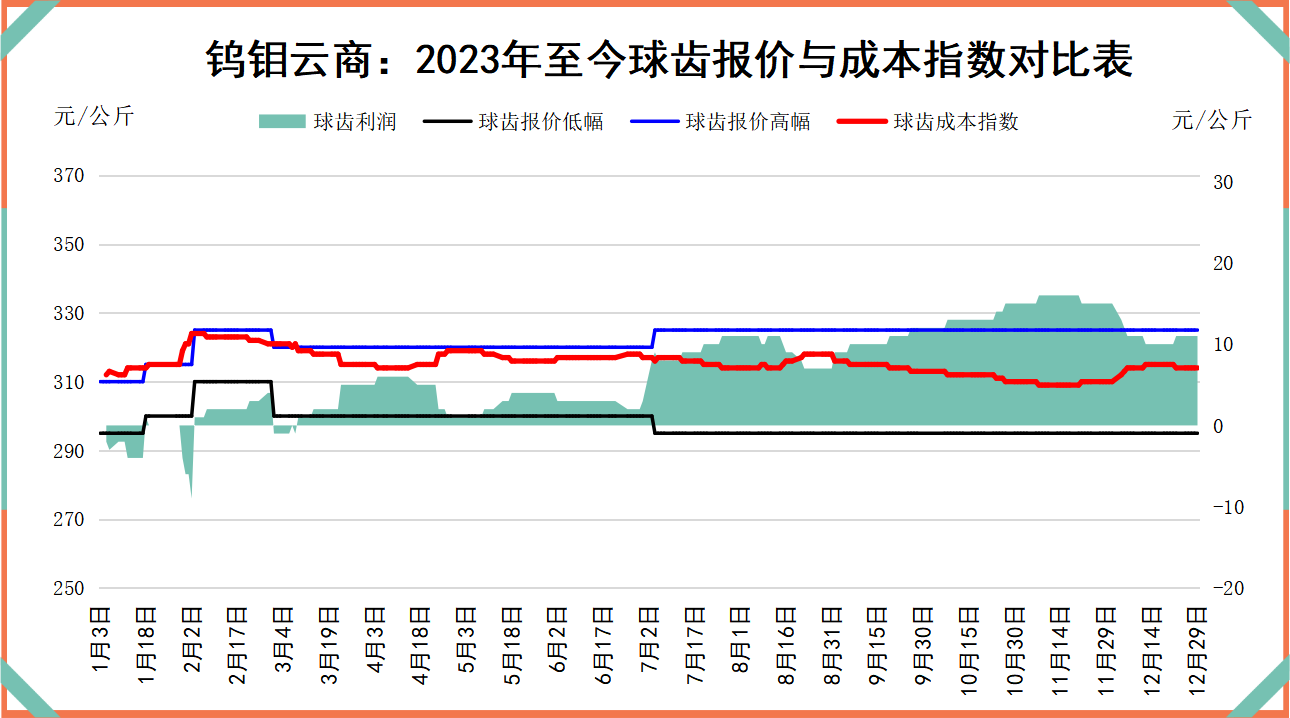 钨钼云商：2023年至今球齿报价与成本指数对比表
元/公斤
球齿利润 球齿报价低幅 球齿报价高幅 球齿成本指数
元/公斤
370
350
330
310
290
270
250
30
20
10
0
-10
-20
1月3日
1月18日
2月2日
2月17日
3月4日
3月19日
4月3日
4月18日
5月3日
5月18日
6月2日
6月17日
7月2日
7月17日
8月1日
8月16日
8月31日
9月15日
9月30日
10月15日
10月30日
11月14日
11月29日
12月14日
12月29日